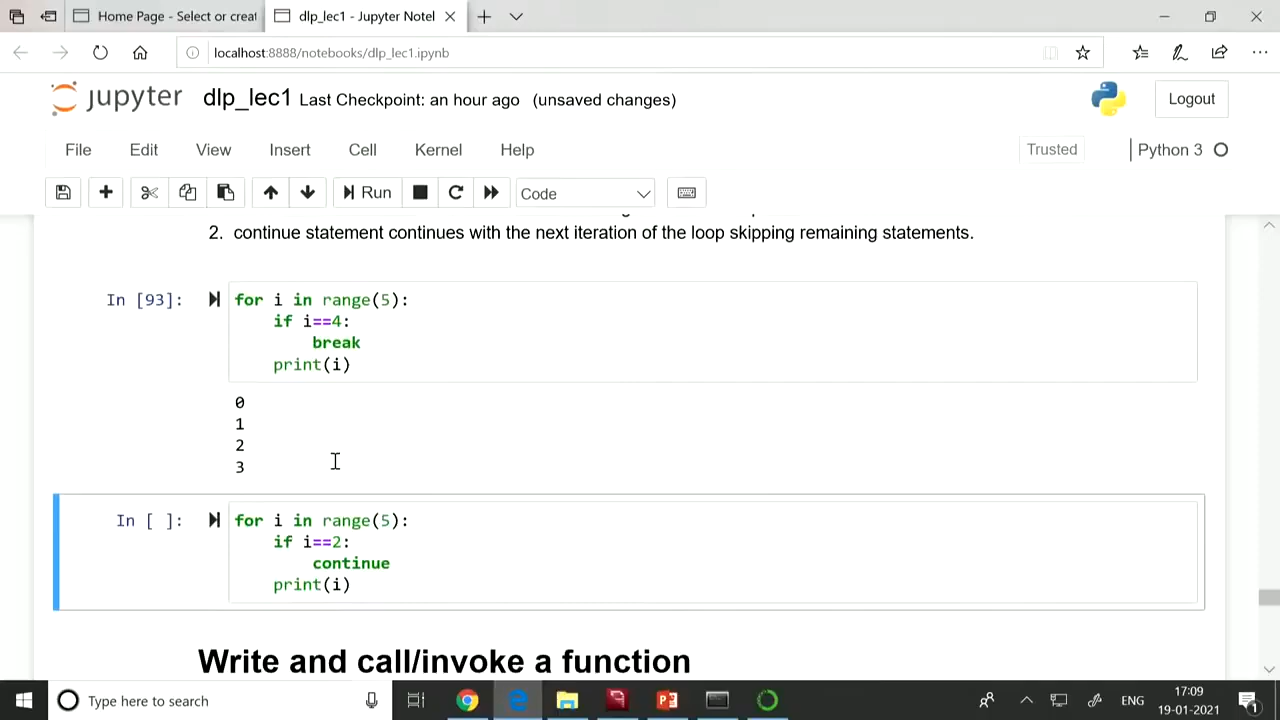 Home Page - Select or creat
dlp_lec1 - Jupyter Notel
localhost:8888/notebooks/dlp_lec1.ipynb
jupyter dlp_lec1 Last Checkpoint: an hour ago (unsaved changes)
Logout
File Edit View Insert Cell Kernel Help
Trusted
Python 3
Run
Code
2. continue statement continues with the next iteration of the loop skipping remaining statements.
In [93]:
for i in range(5):
    if i==4:
        break
    print(i)
0
1
2
3
In [ ]:
for i in range(5):
    if i==2:
        continue
    print(i)
Write and call/invoke a function
Type here to search
ENG
17:09
19-01-2021
1